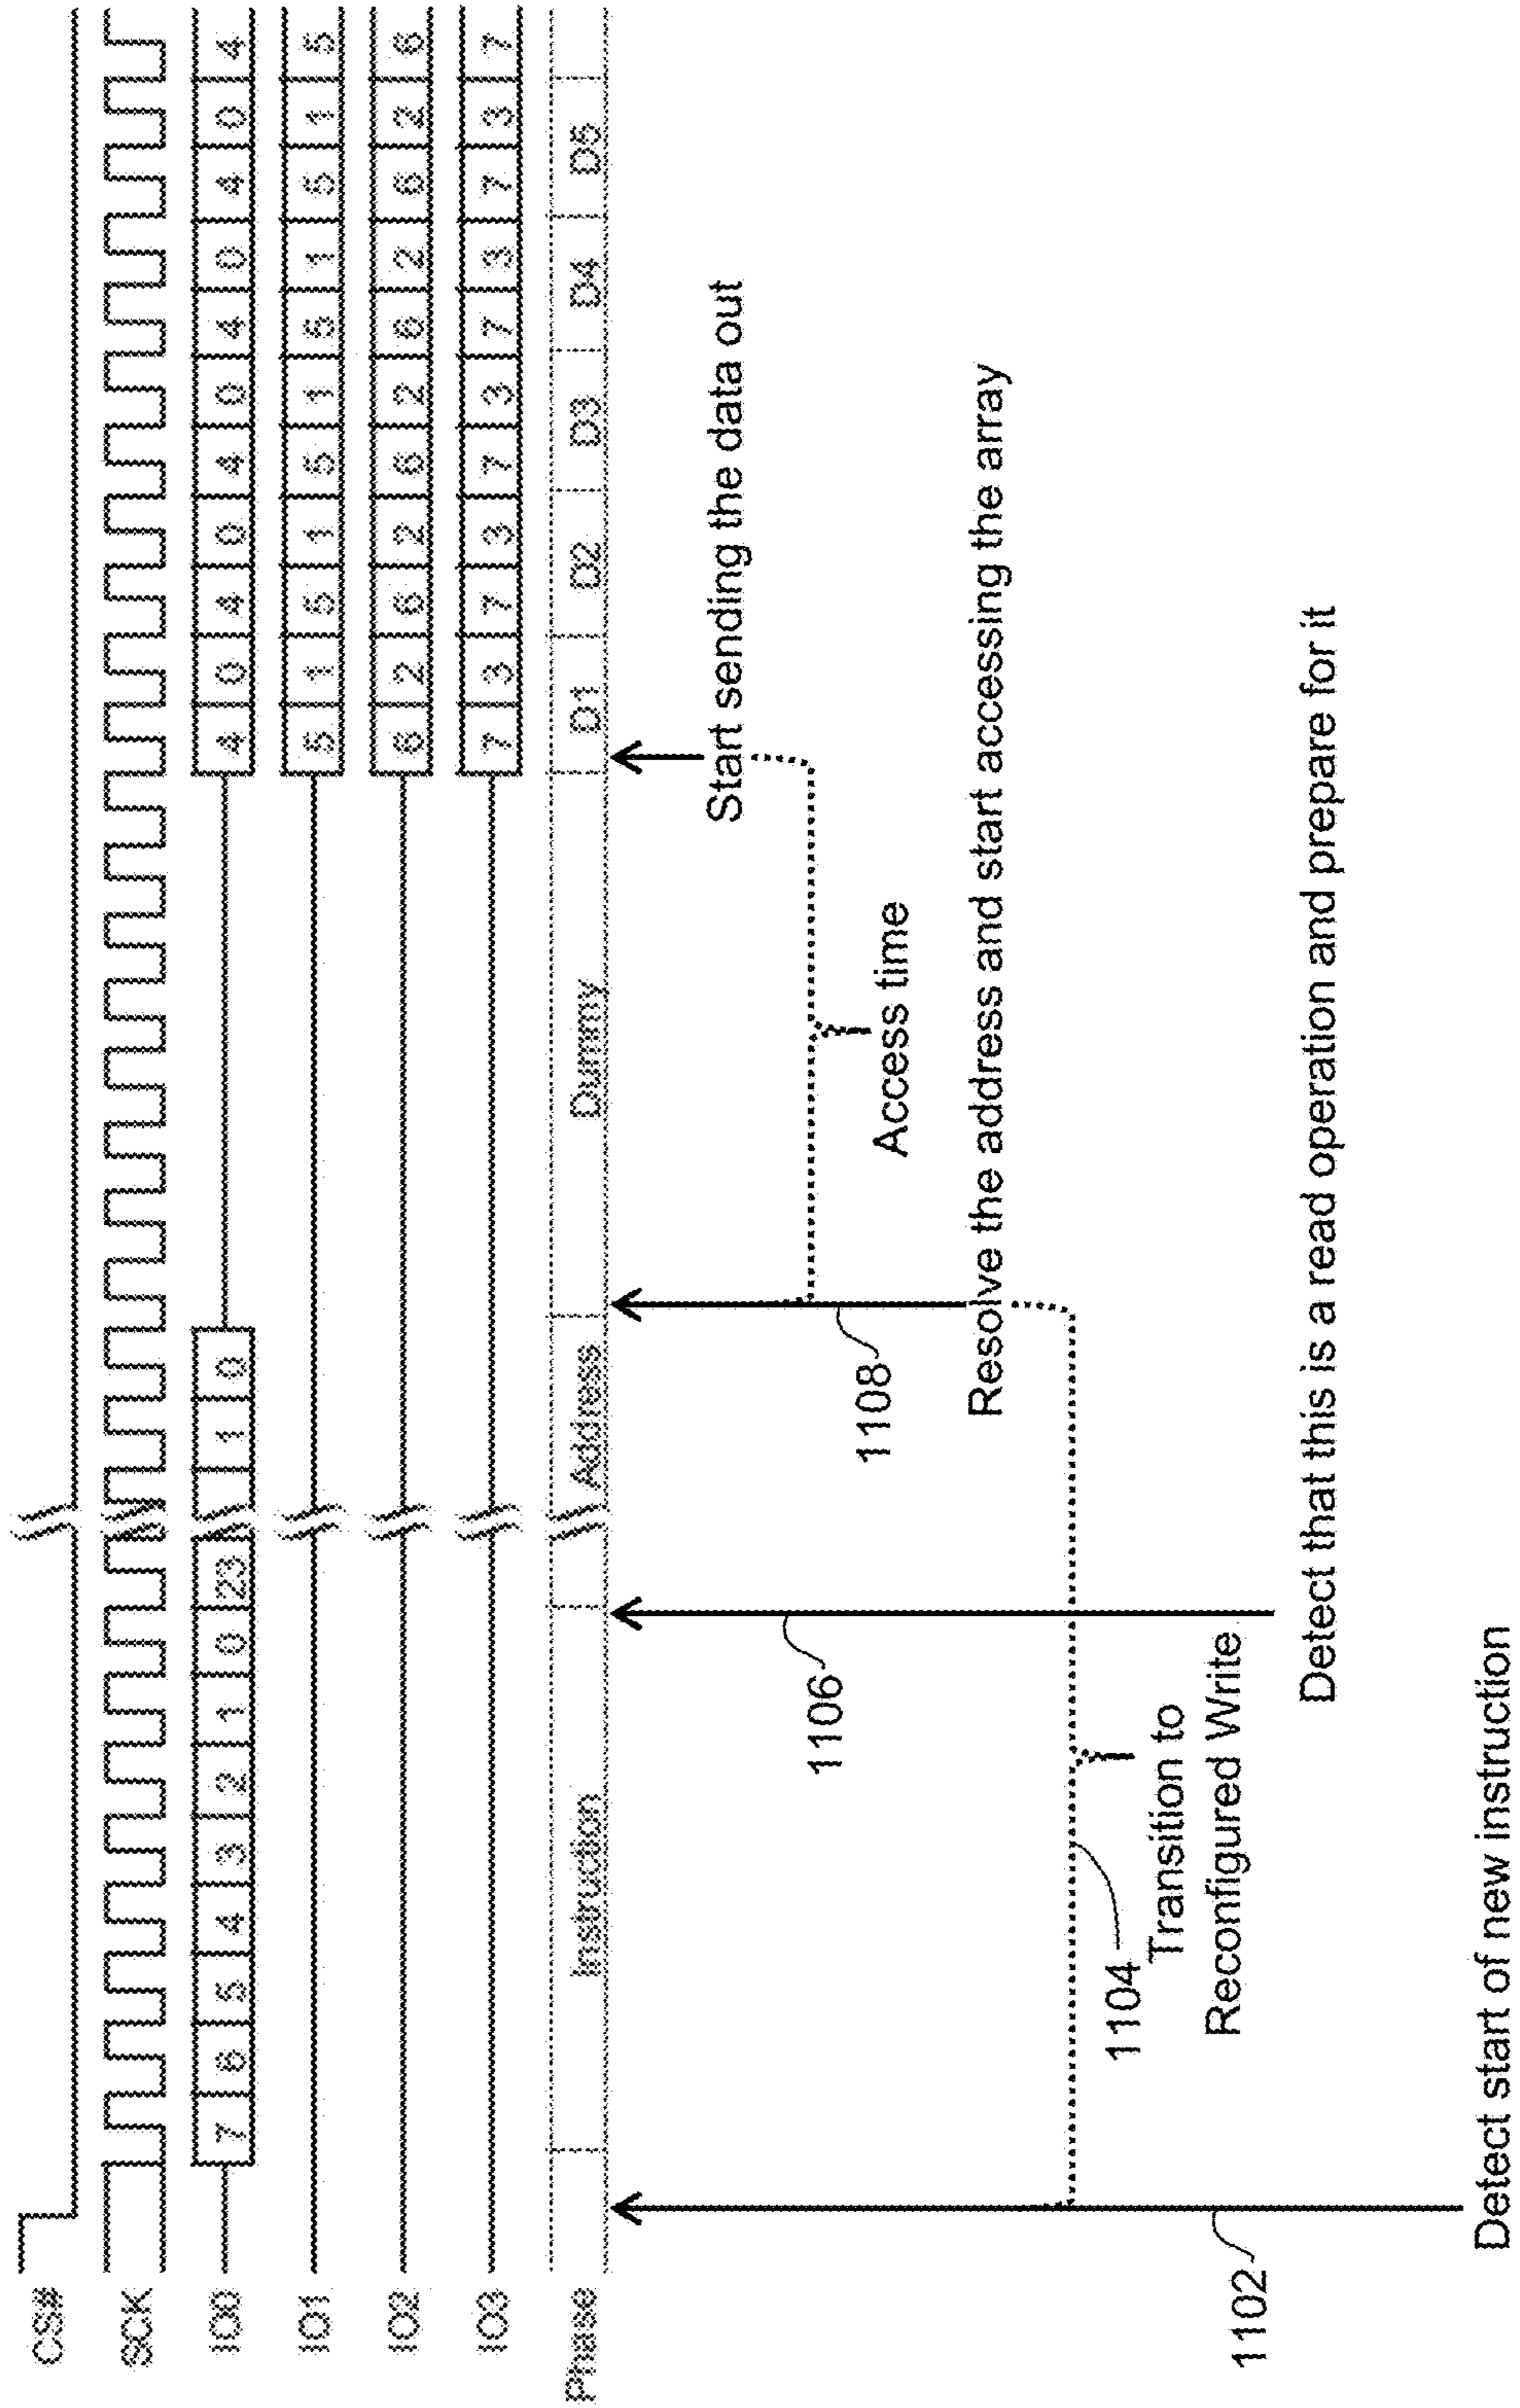 CS#
SCK
IO0 7 6 5 4 3 2 1 0 23 1 0 4 0 4 0 4 0 4 0 4 0 4
IO1 5 1 5 1 5 1 5 1 5 1 5
IO2 6 2 6 2 6 2 6 2 6 2 6
IO3 7 3 7 3 7 3 7 3 7 3 7
Phase Instruction Address Dummy D1 D2 D3 D4 D5
Start sending the data out
1106
1108
Access time
Resolve the address and start accessing the array
1104
Transition to
Reconfigured Write
1102
Detect that this is a read operation and prepare for it
Detect start of new instruction